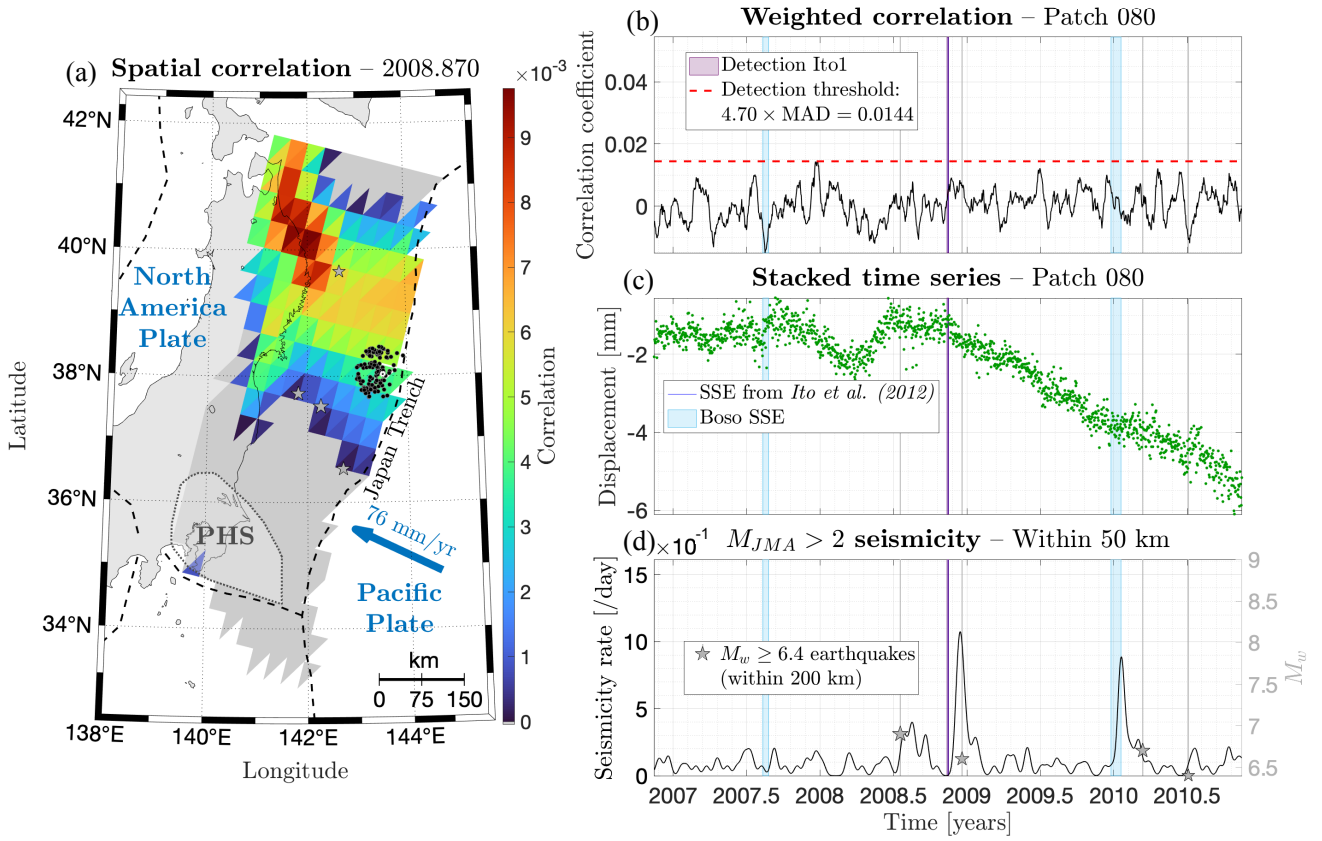 (a) Spatial correlation – 2008.870
×10⁻³
42°N
40°N
38°N
36°N
34°N
138°E
140°E
142°E
144°E
Latitude
Longitude
North
America
Plate
Japan Trench
76 mm/yr
PHS
Pacific
Plate
km
0 75 150
9
8
7
6
5
4
3
2
1
0
Correlation
(b) Weighted correlation – Patch 080
Correlation coefficient
0.04
0.02
0
Detection Ito1
Detection threshold:
4.70 × MAD = 0.0144
(c) Stacked time series – Patch 080
Displacement [mm]
-2
-4
-6
SSE from Ito et al. (2012)
Boso SSE
(d) ×10⁻¹ M_JMA > 2 seismicity – Within 50 km
Seismicity rate [/day]
15
10
5
0
M_w ≥ 6.4 earthquakes
(within 200 km)
9
8.5
8
7.5
7
6.5
M_w
2007 2007.5 2008 2008.5 2009 2009.5 2010 2010.5
Time [years]